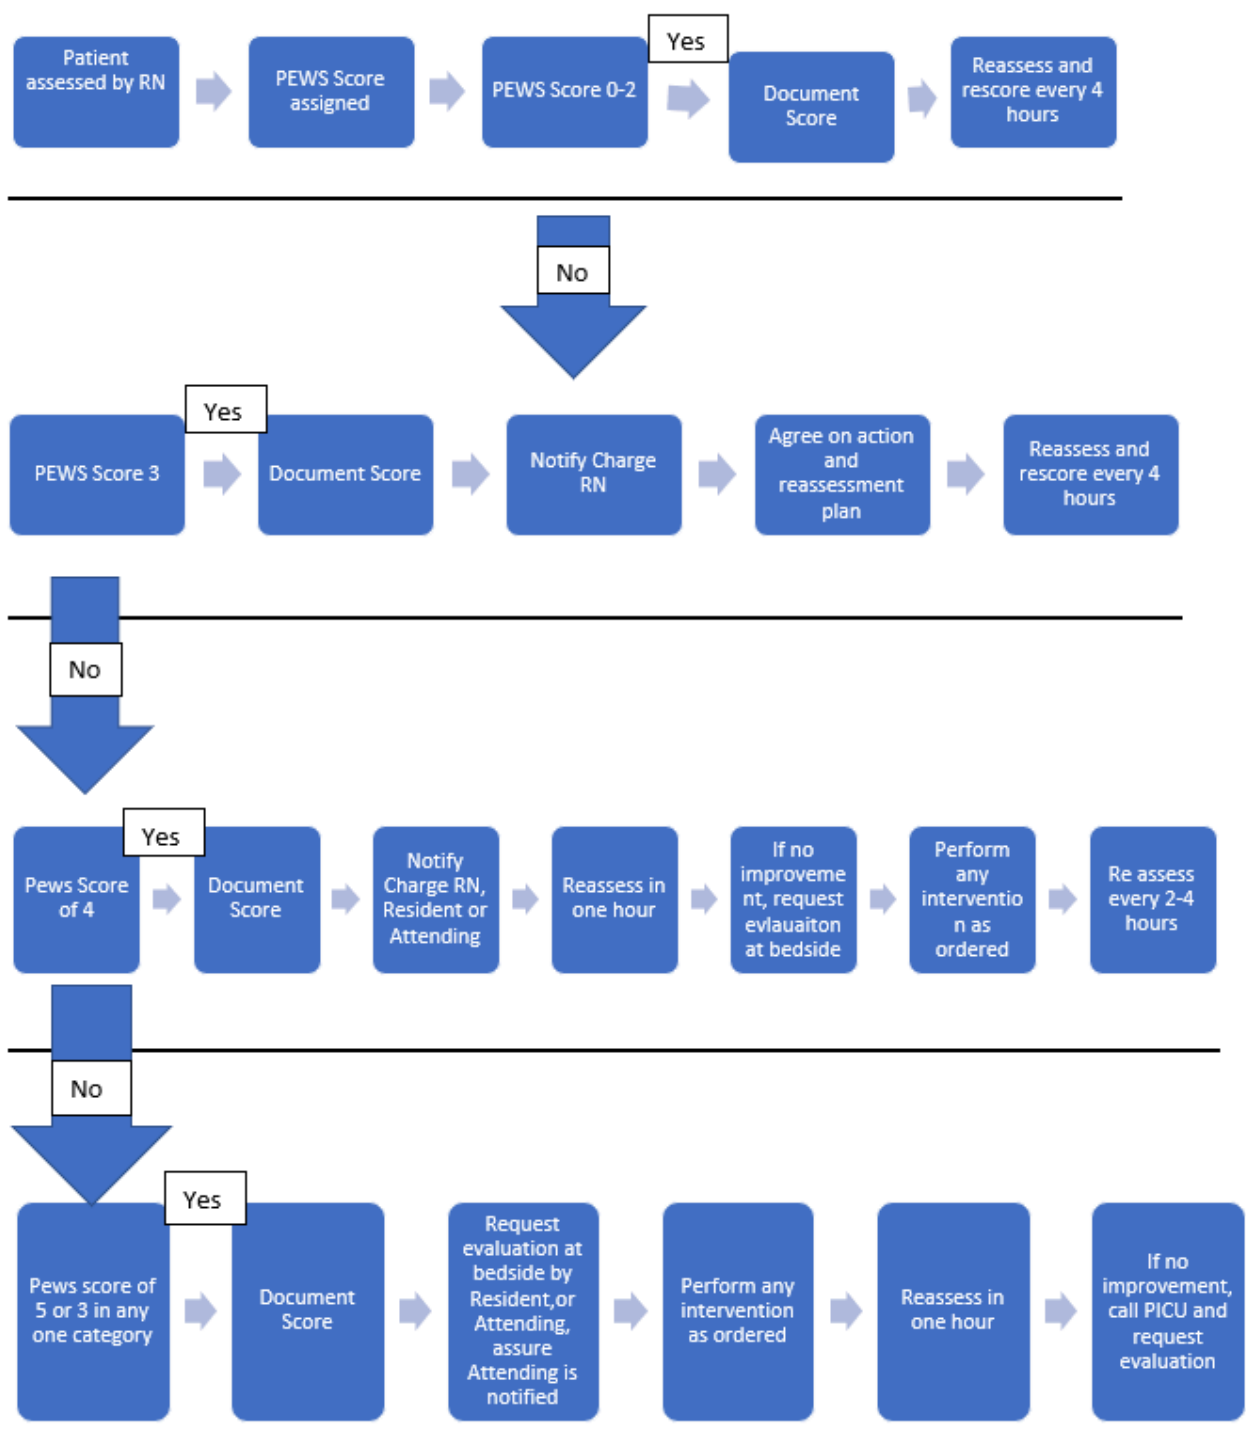 Patient
assessed by RN
PEWS Score
assigned
PEWS Score 0-2
Yes
Document
Score
Reassess and
rescore every 4
hours
No
PEWS Score 3
Yes
Document Score
Notify Charge
RN
Agree on action
and
reassessment
plan
Reassess and
rescore every 4
hours
No
Pews Score
of 4
Yes
Document
Score
Notify
Charge RN,
Resident or
Attending
Reassess in
one hour
If no
improveme
nt, request
evlauaiton
at bedside
Perform
any
interventio
n as
ordered
Re assess
every 2-4
hours
No
Pews score of
5 or 3 in any
one category
Yes
Document
Score
Request
evaluation at
bedside by
Resident,or
Attending,
assure
Attending is
notified
Perform any
intervention
as ordered
Reassess in
one hour
If no
improvement,
call PICU and
request
evaluation